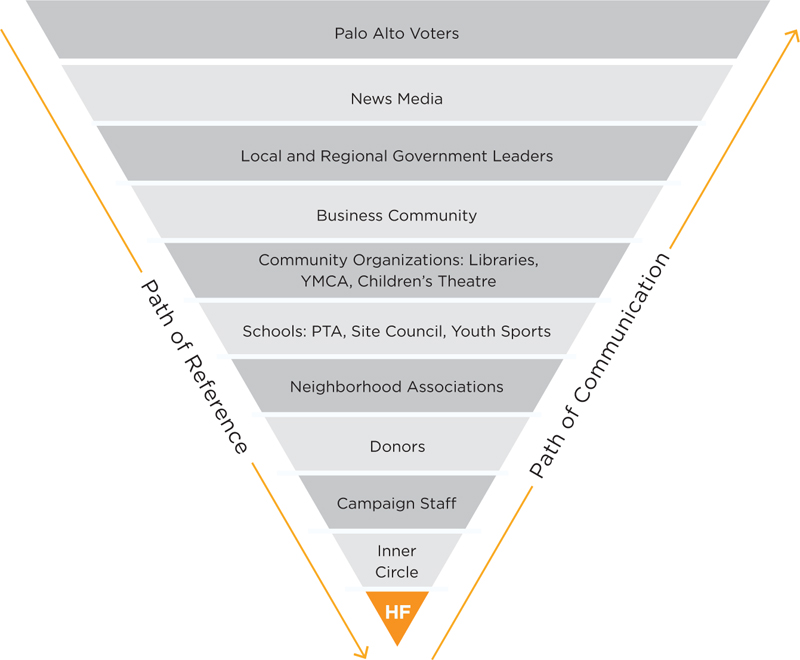 Palo Alto Voters
News Media
Local and Regional Government Leaders
Business Community
Community Organizations: Libraries,
YMCA, Children’s Theatre
Schools: PTA, Site Council, Youth Sports
Neighborhood Associations
Donors
Campaign Staff
Inner
Circle
HF
Path of Reference
Path of Communication